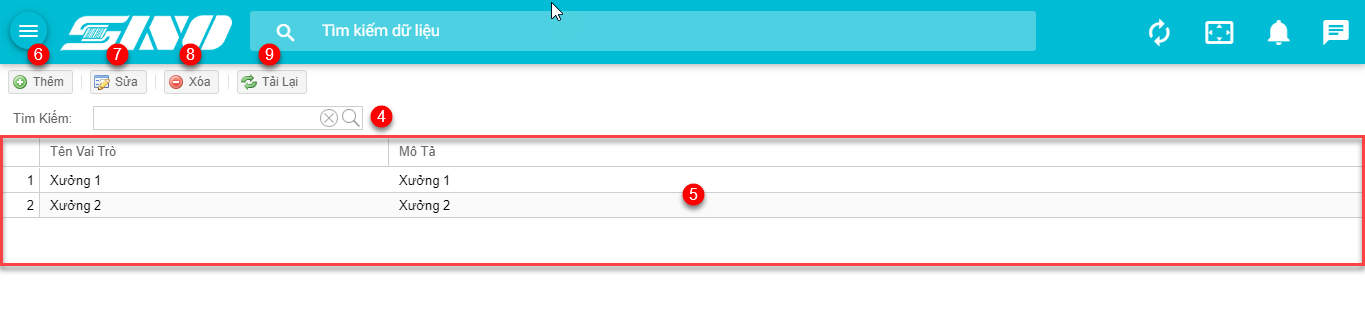 SINO
Tìm kiếm dữ liệu
6 7 8 9
Thêm Sửa Xóa Tải Lại
Tìm Kiếm: 4
Tên Vai Trò Mô Tả
1 Xưởng 1 Xưởng 1
5
2 Xưởng 2 Xưởng 2